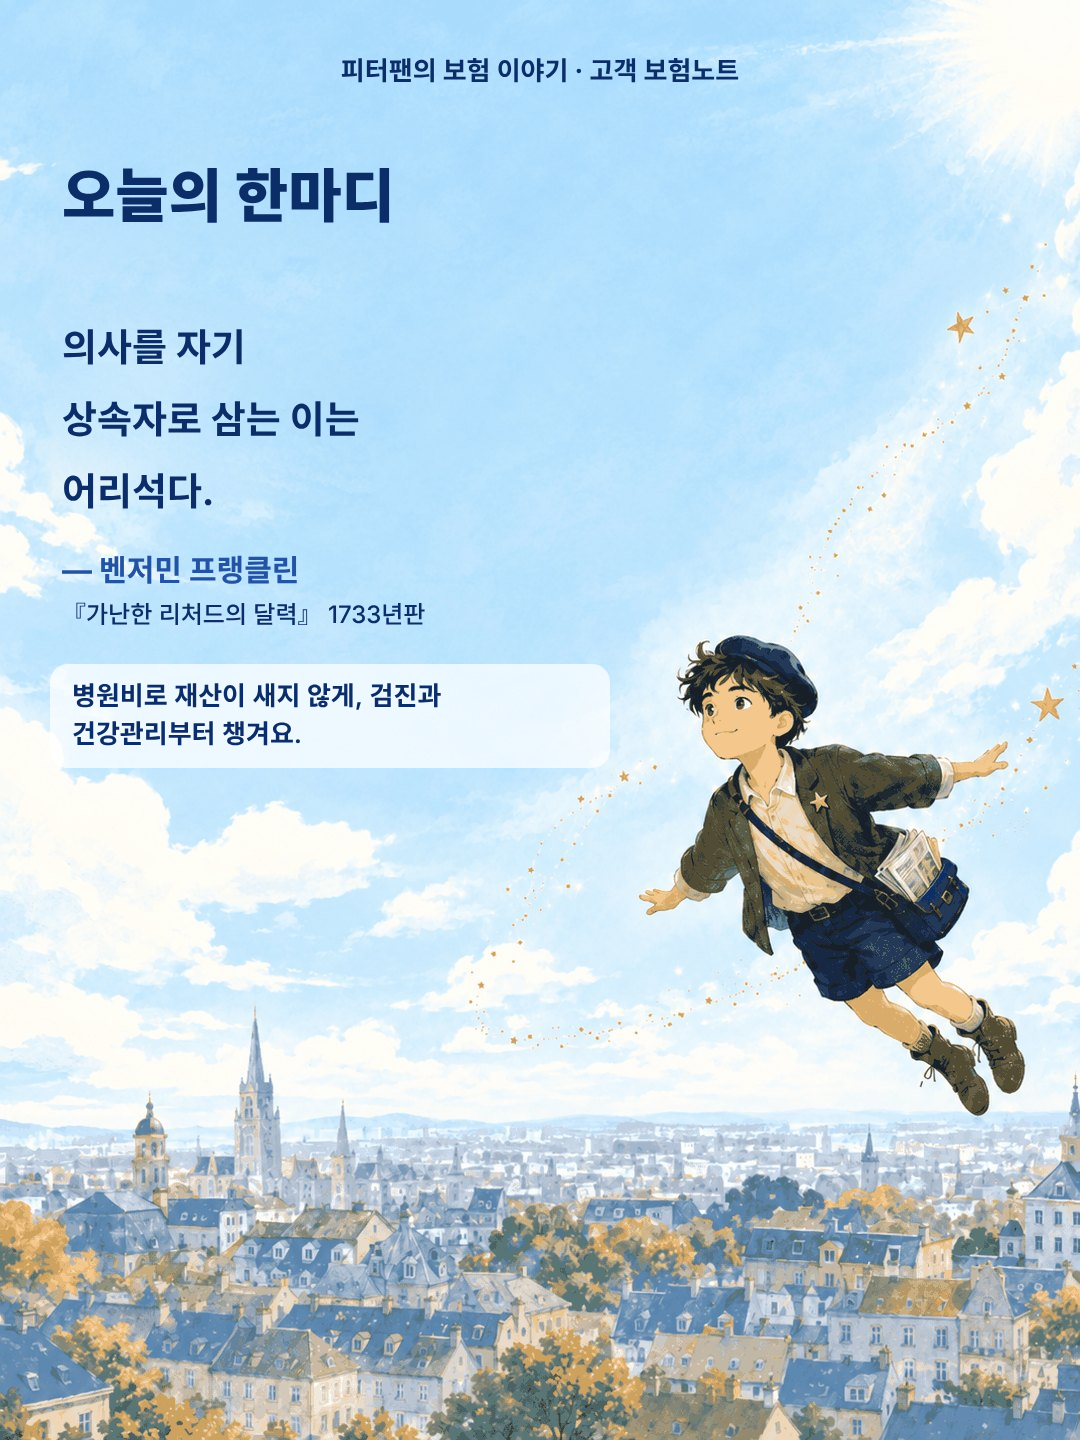 피터팬의 보험 이야기 · 고객 보험노트
오늘의 한마디
의사를 자기
상속자로 삼는 이는
어리석다.
— 벤저민 프랭클린
『가난한 리처드의 달력』 1733년판
병원비로 재산이 새지 않게, 검진과
건강관리부터 챙겨요.